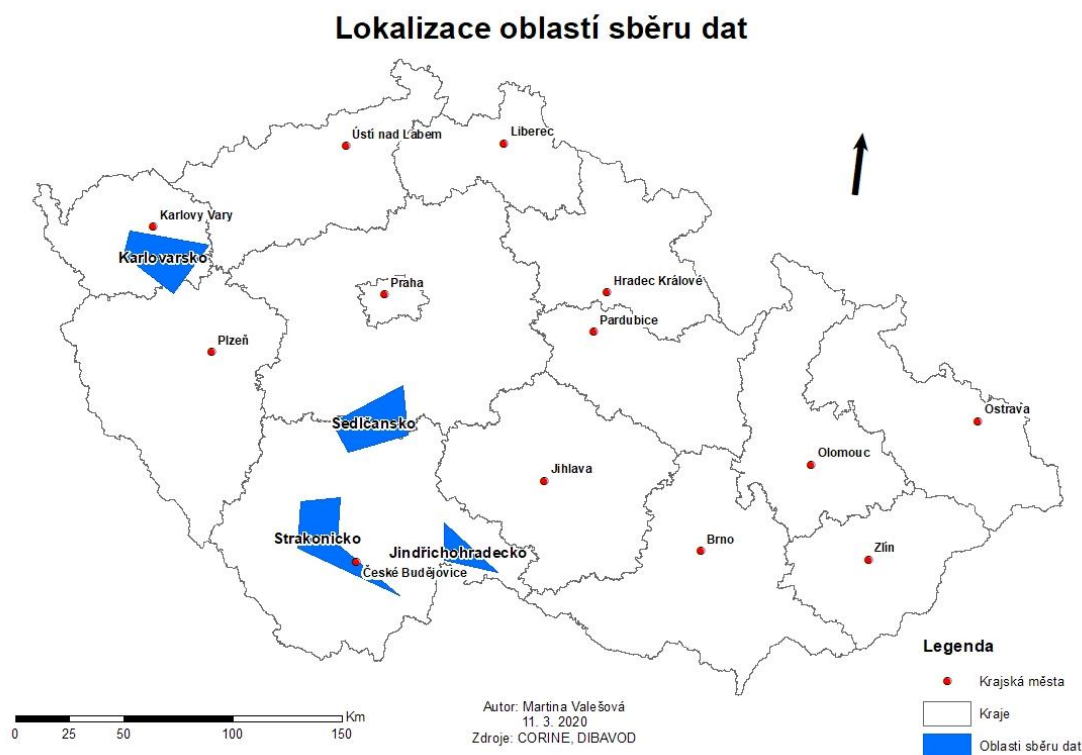 Lokalizace oblastí sběru dat
Ústí nad Labem
Liberec
Karlovy Vary
Karlovarsko
Praha
Hradec Králové
Pardubice
Plzeň
Sedlčansko
Ostrava
Olomouc
Jihlava
Strakonicko
Jindřichohradecko
Brno
Zlín
České Budějovice
Legenda
Krajská města
Kraje
Oblasti sběru dat
Km
0 25 50 100 150
Autor: Martina Valešová
11. 3. 2020
Zdroje: CORINE, DIBAVOD